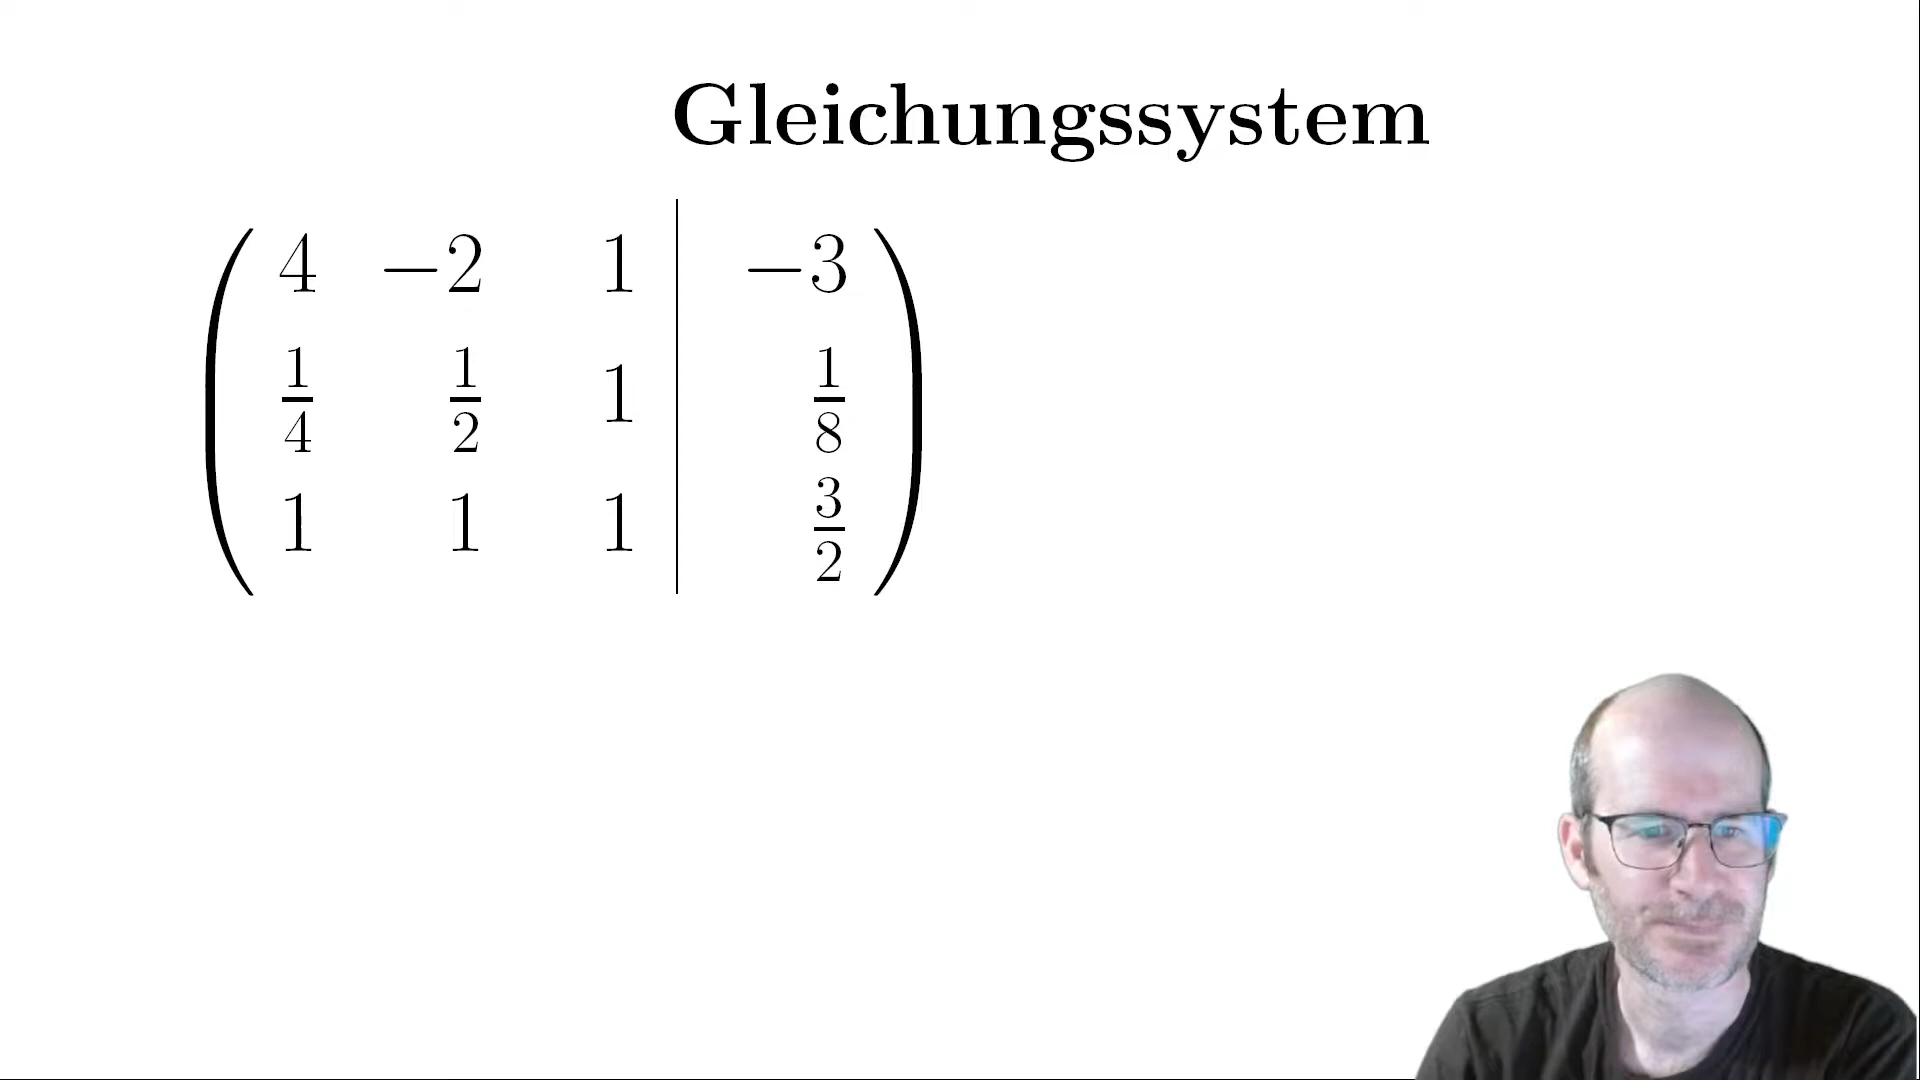 Gleichungssystem
4 −2 1 −3
1/4 1/2 1 1/8
1 1 1 3/2